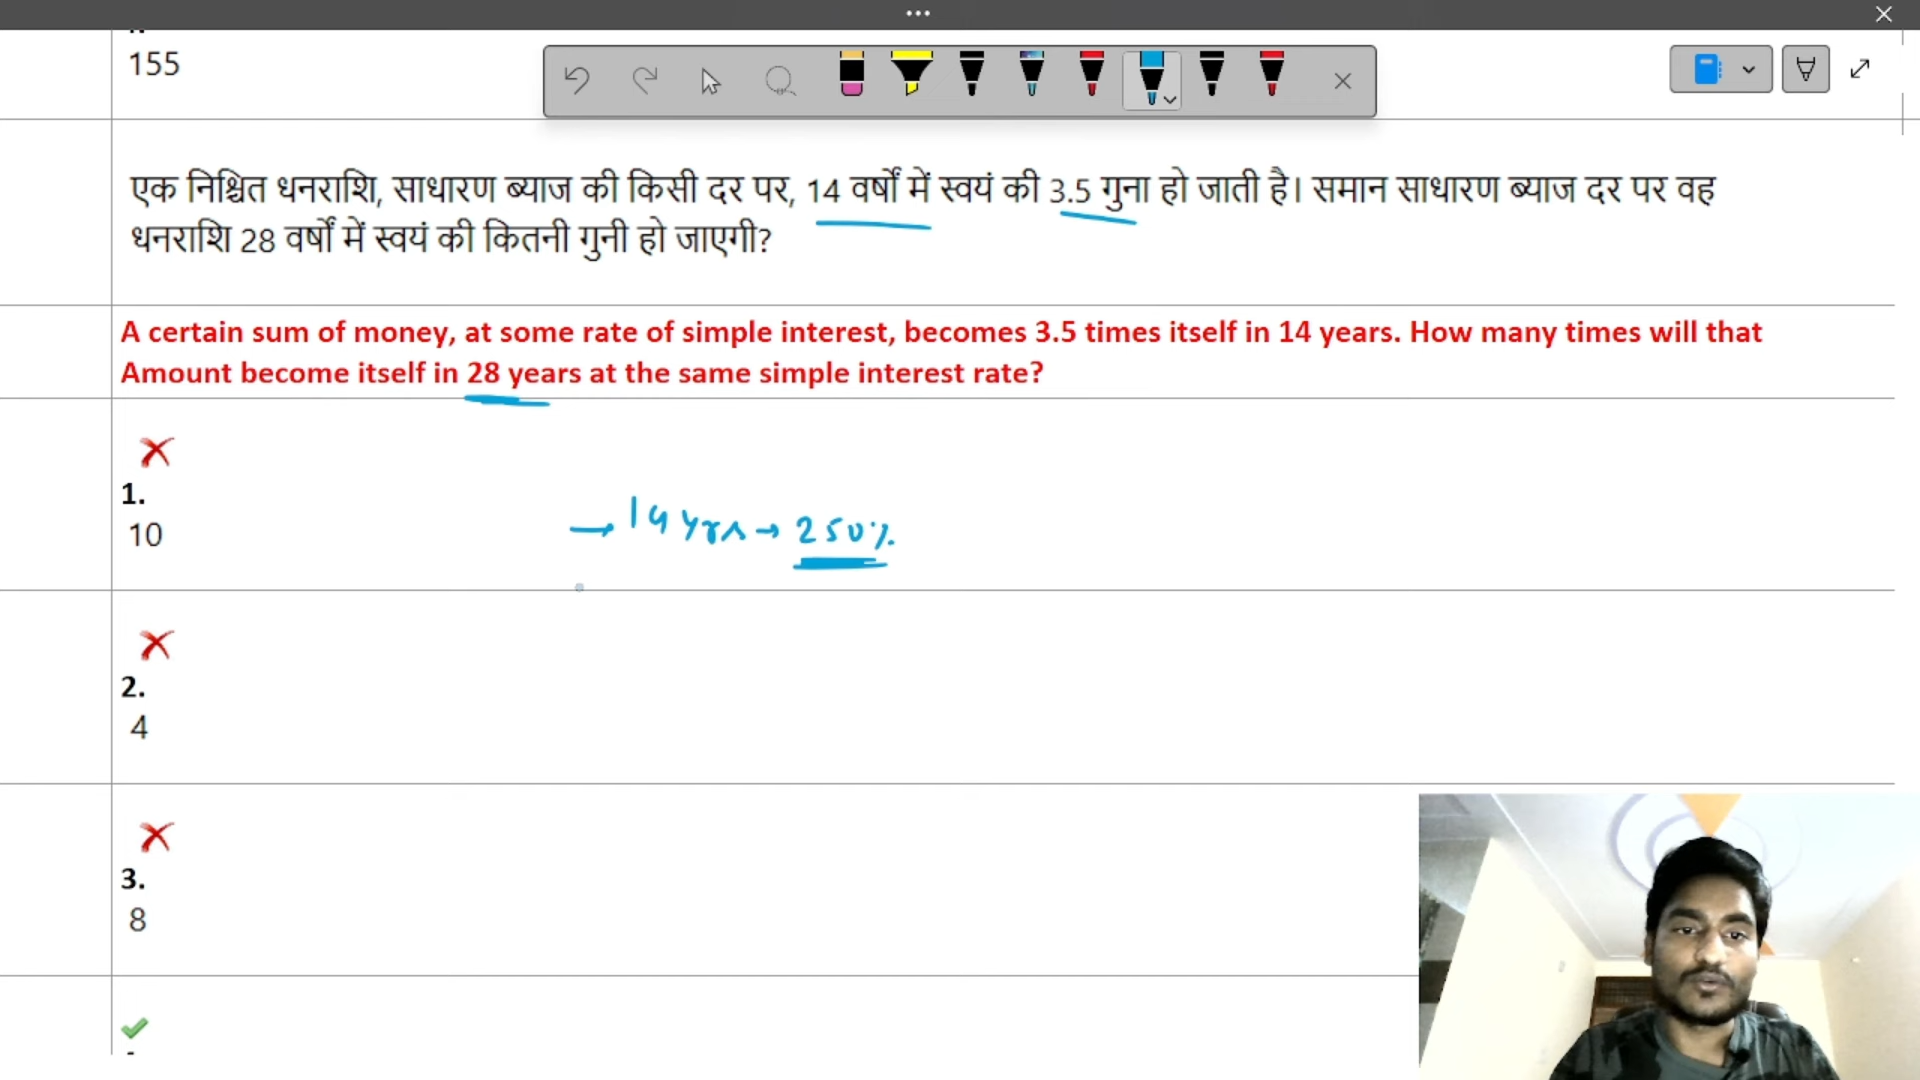 155
एक निश्चित धनराशि, साधारण ब्याज की किसी दर पर, 14 वर्षों में स्वयं की 3.5 गुना हो जाती है। समान साधारण ब्याज दर पर वह
धनराशि 28 वर्षों में स्वयं की कितनी गुनी हो जाएगी?
A certain sum of money, at some rate of simple interest, becomes 3.5 times itself in 14 years. How many times will that
Amount become itself in 28 years at the same simple interest rate?
1.
10
→ 14 yrs → 250%
2.
4
3.
8